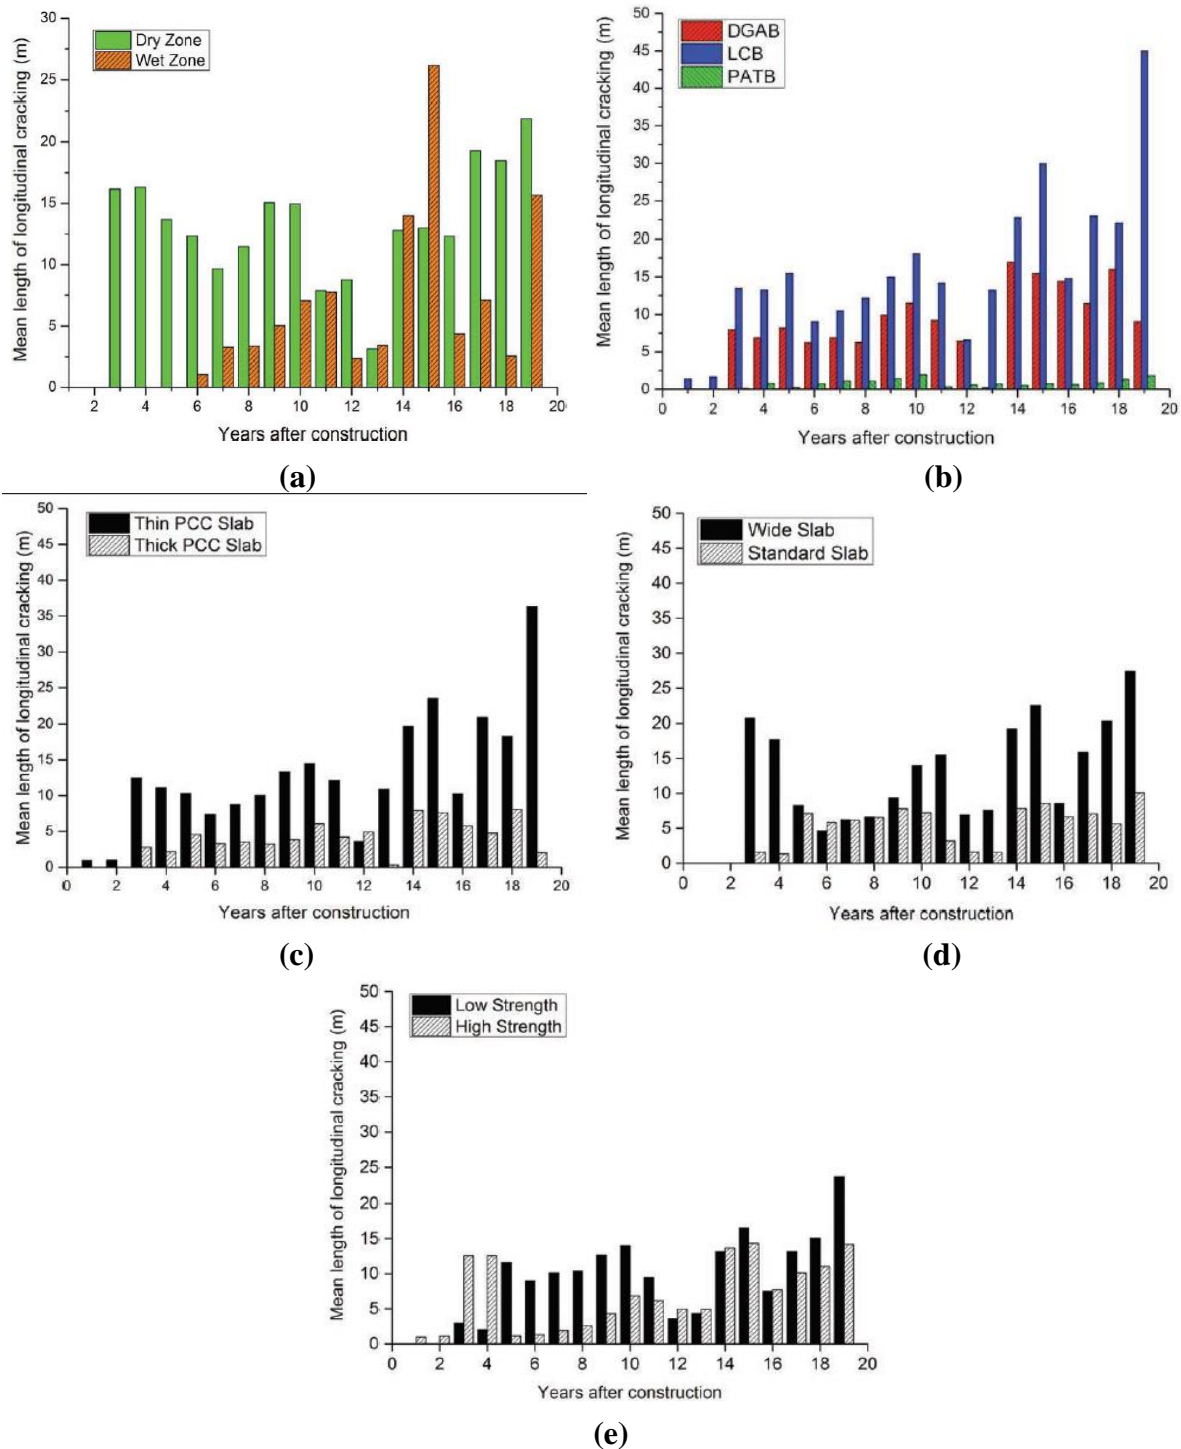 30
25
20
15
10
5
0
Mean length of longitudinal cracking (m)
Dry Zone
Wet Zone
2 4 6 8 10 12 14 16 18 20
Years after construction
(a)
50
45
40
35
30
25
20
15
10
5
0
Mean length of longitudinal cracking (m)
DGAB
LCB
PATB
0 2 4 6 8 10 12 14 16 18 20
Years after construction
(b)
50
45
40
35
30
25
20
15
10
5
0
Mean length of longitudinal cracking (m)
Thin PCC Slab
Thick PCC Slab
0 2 4 6 8 10 12 14 16 18 20
Years after construction
(c)
50
45
40
35
30
25
20
15
10
5
0
Mean length of longitudinal cracking (m)
Wide Slab
Standard Slab
0 2 4 6 8 10 12 14 16 18 20
Years after construction
(d)
50
45
40
35
30
25
20
15
10
5
0
Mean length of longitudinal cracking (m)
Low Strength
High Strength
0 2 4 6 8 10 12 14 16 18 20
Years after construction
(e)